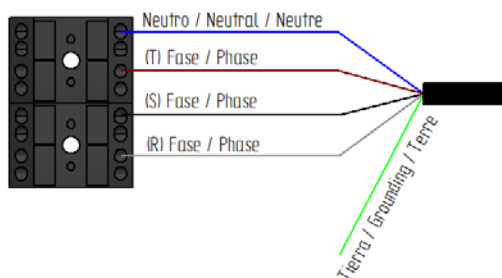 Neutro / Neutral / Neutre
(T) Fase / Phase
(S) Fase / Phase
(R) Fase / Phase
Tierra / Grounding / Terre